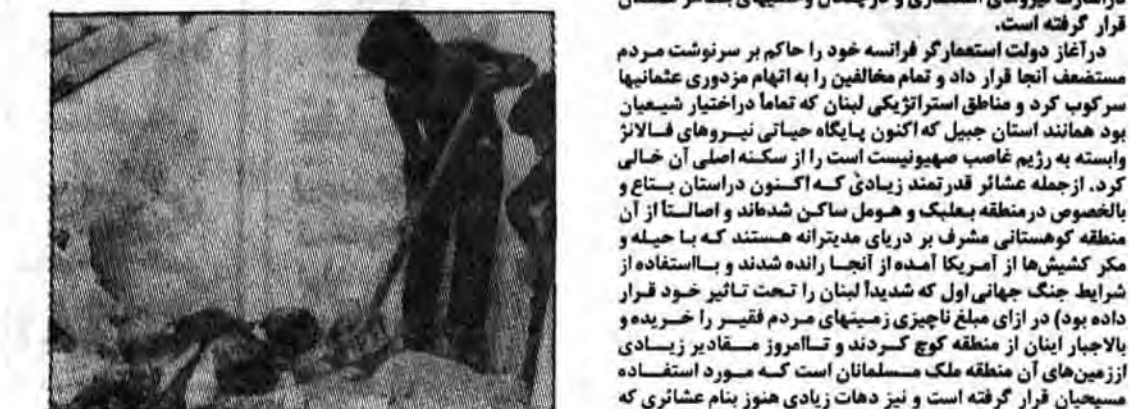 قرار گرفته است.
درآغاز دولت استعمارگر فرانسه خود را حاکم بر سرنوشت مردم
مستضعف آنجا قرار داد و تمام مخالفین را به اتهام مزدوری عثمانیها
سرکوب کرد و مناطق استراتژیکی لبنان که تماماً دراختیار شیعیان
بود همانند استان جبیل که اکنون پایگاه حیاتی نیروهای فالانژ
وابسته به رژیم غاصب صهیونیست است را از سکنه اصلی آن خالی
کرد. ازجمله عشائر قدرتمند زیادی که اکنون دراستان بتاع و
بالخصوص درمنطقه بعلبک و هومل ساکن شده‌اند و اصالتاً از آن
منطقه کوهستانی مشرف بر دریای مدیترانه هستند که با حیله و
مکر کشیش‌ها از آمریکا آمده از آنجا رانده شدند و بااستفاده از
شرایط جنگ جهانی اول که شدیداً لبنان را تحت تاثیر خود قرار
داده بود) در ازای مبلغ ناچیزی زمینهای مردم فقیر را خریده و
بالاجبار اینان از منطقه کوچ کردند و تاامروز مقادیر زیادی
اززمین‌های آن منطقه ملک مسلمانان است که مورد استفاده
مسیحیان قرار گرفته است و نیز دهات زیادی هنوز بنام عشائری که